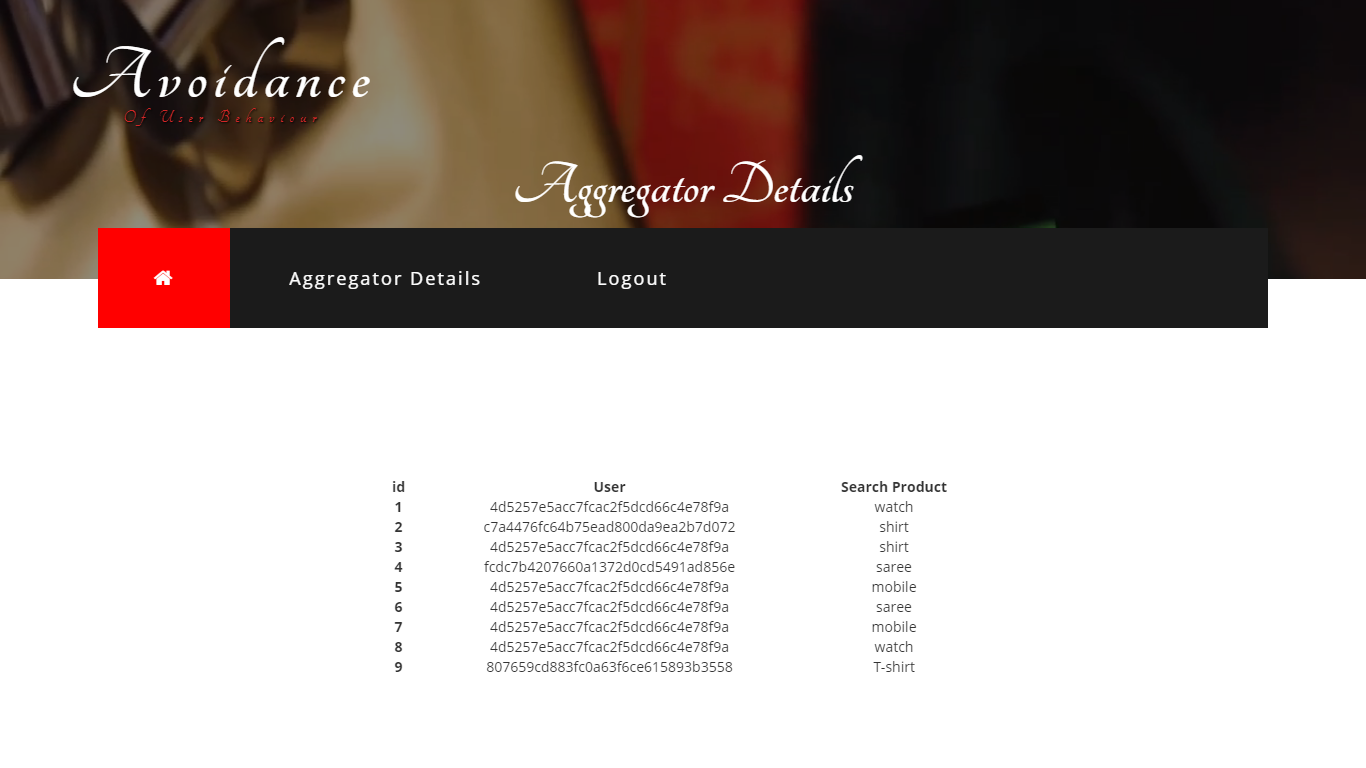 Avoidance
Of User Behaviour
Aggregator Details
Aggregator Details Logout
id User Search Product
1 4d5257e5acc7fcac2f5dcd66c4e78f9a watch
2 c7a4476fc64b75ead800da9ea2b7d072 shirt
3 4d5257e5acc7fcac2f5dcd66c4e78f9a shirt
4 fcdc7b4207660a1372d0cd5491ad856e saree
5 4d5257e5acc7fcac2f5dcd66c4e78f9a mobile
6 4d5257e5acc7fcac2f5dcd66c4e78f9a saree
7 4d5257e5acc7fcac2f5dcd66c4e78f9a mobile
8 4d5257e5acc7fcac2f5dcd66c4e78f9a watch
9 807659cd883fc0a63f6ce615893b3558 T-shirt